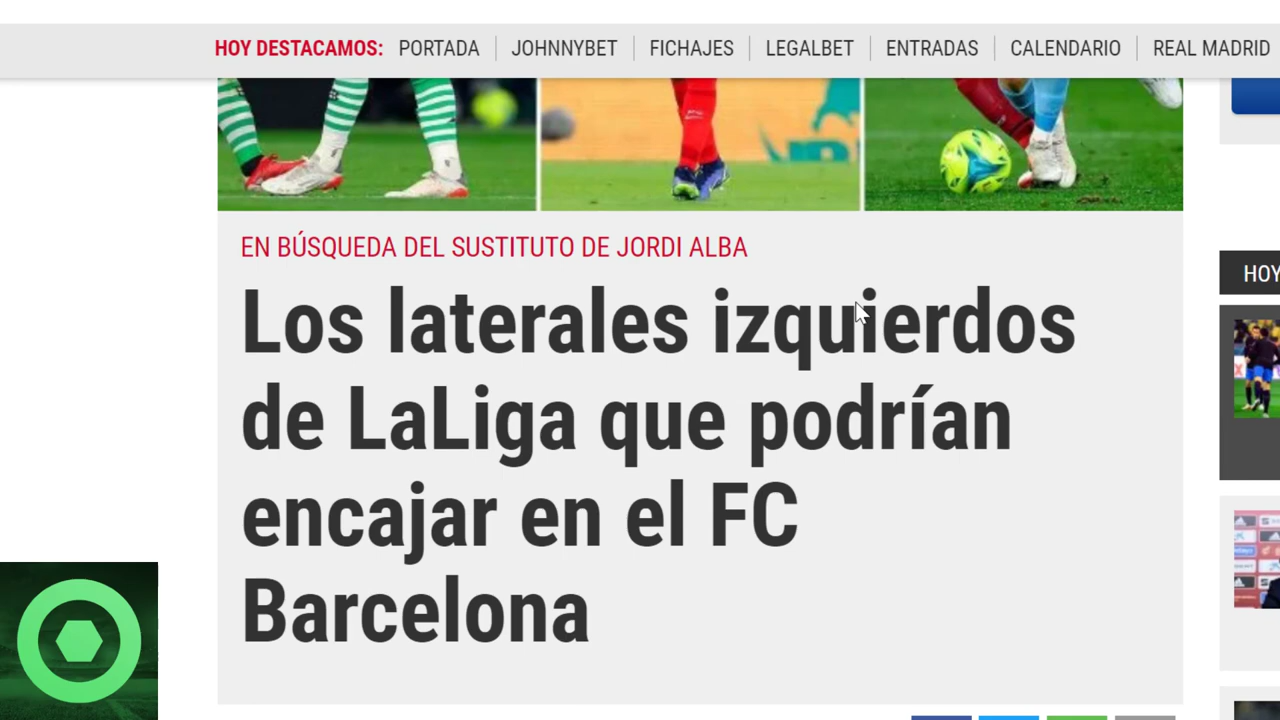 HOY DESTACAMOS: PORTADA JOHNNYBET FICHAJES LEGALBET ENTRADAS CALENDARIO REAL MADRID
EN BÚSQUEDA DEL SUSTITUTO DE JORDI ALBA
Los laterales izquierdos
de LaLiga que podrían
encajar en el FC
Barcelona
HOY